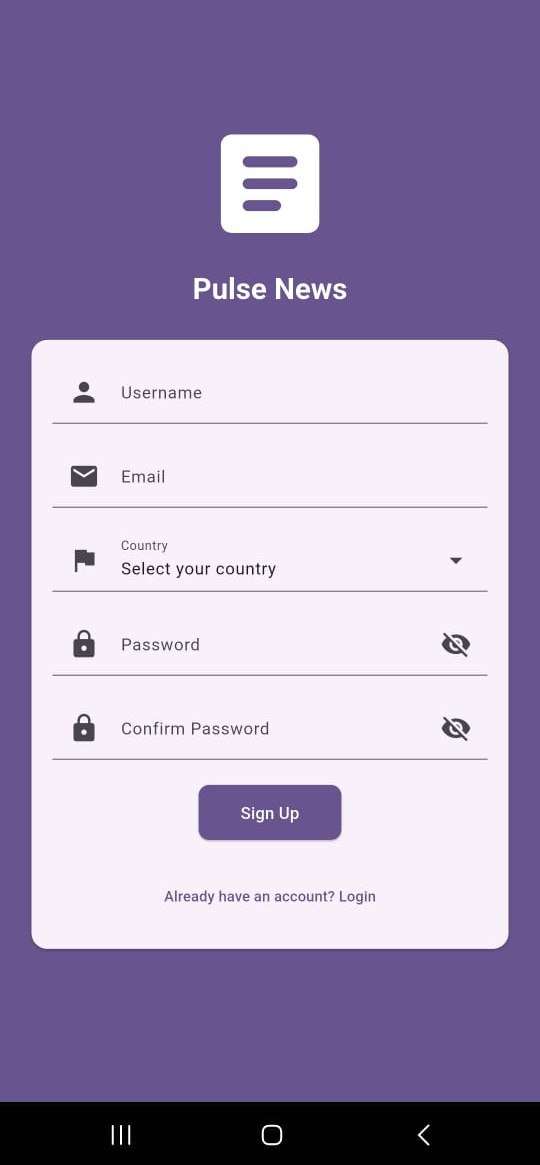 Pulse News
Username
Email
Country
Select your country
Password
Confirm Password
Sign Up
Already have an account? Login